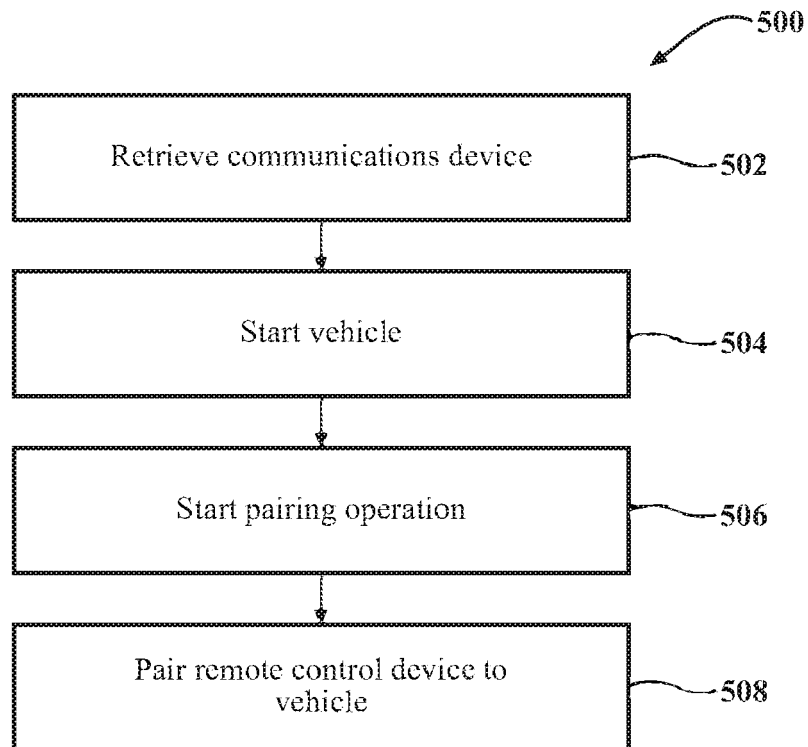 500
Retrieve communications device
502
Start vehicle
504
Start pairing operation
506
Pair remote control device to
vehicle
508